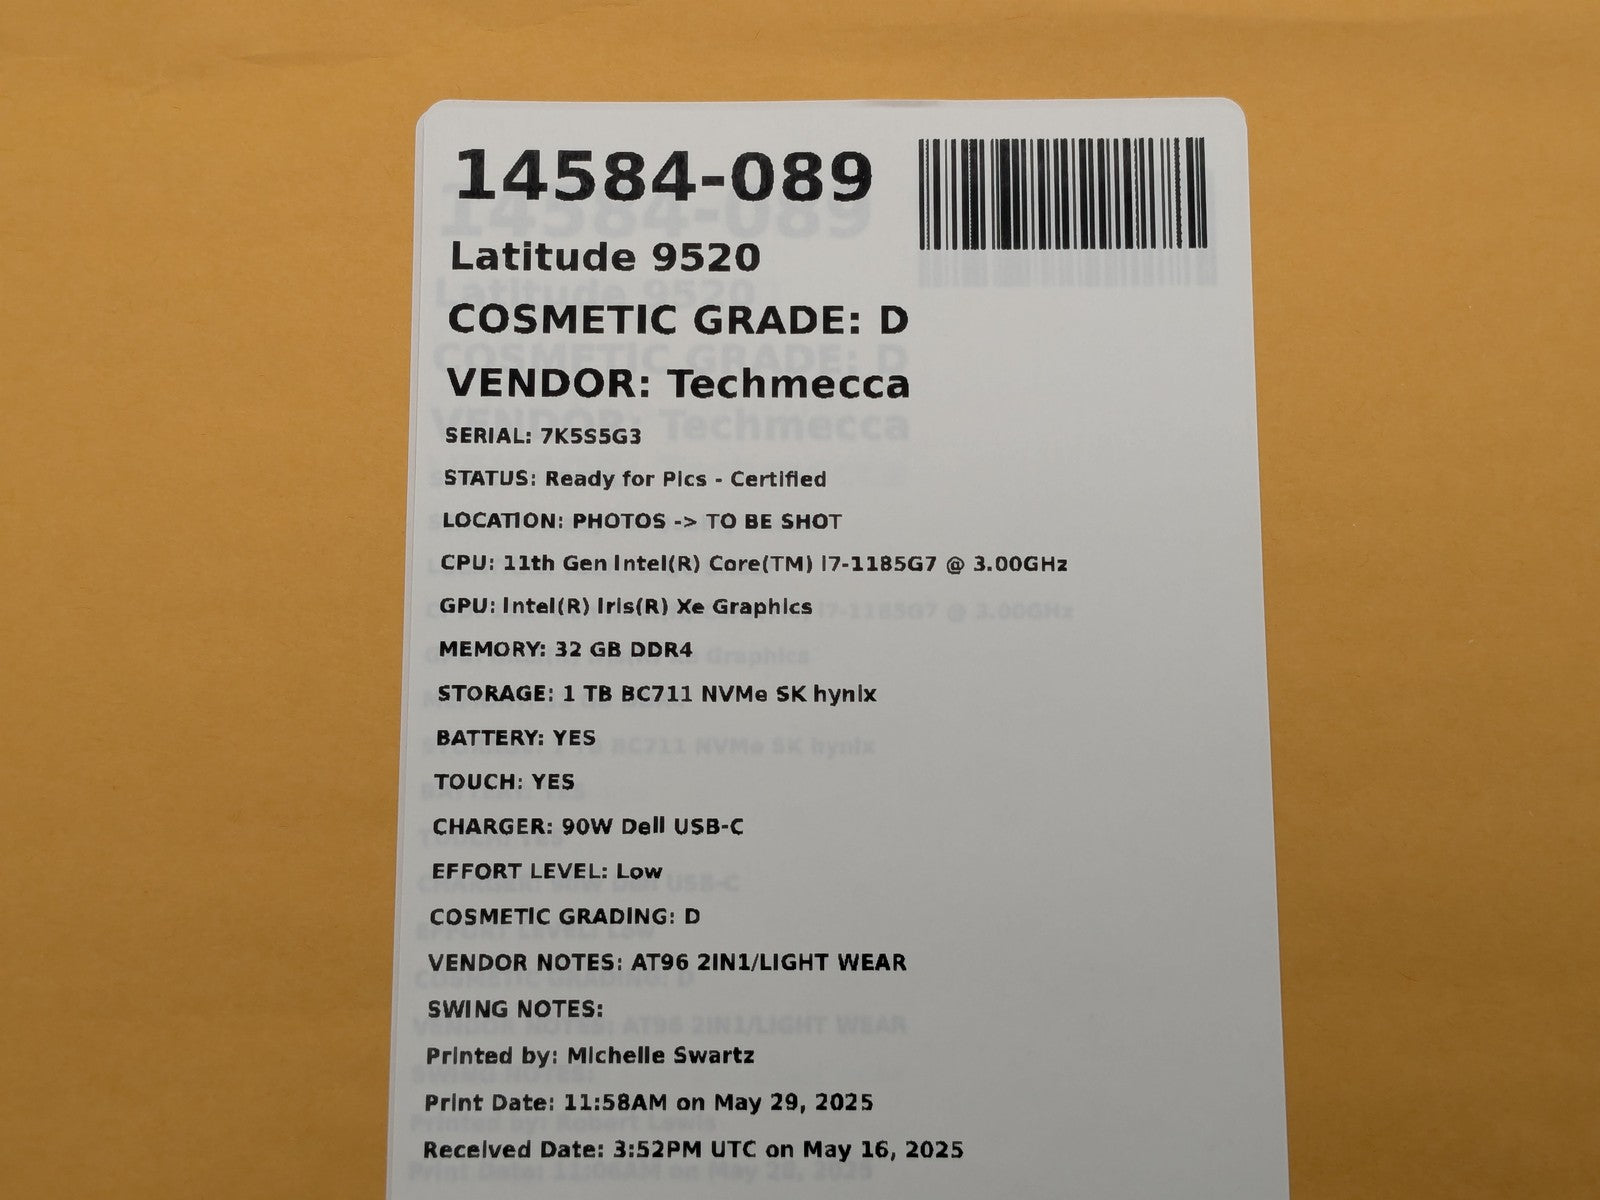 14584-089
Latitude 9520
COSMETIC GRADE: D
VENDOR: Techmecca
SERIAL: 7K5S5G3
STATUS: Ready for Pics - Certified
LOCATION: PHOTOS -> TO BE SHOT
CPU: 11th Gen Intel(R) Core(TM) i7-1185G7 @ 3.00GHz
GPU: Intel(R) Iris(R) Xe Graphics
MEMORY: 32 GB DDR4
STORAGE: 1 TB BC711 NVMe SK hynix
BATTERY: YES
TOUCH: YES
CHARGER: 90W Dell USB-C
EFFORT LEVEL: Low
COSMETIC GRADING: D
VENDOR NOTES: AT96 2IN1/LIGHT WEAR
SWING NOTES:
Printed by: Michelle Swartz
Print Date: 11:58AM on May 29, 2025
Received Date: 3:52PM UTC on May 16, 2025